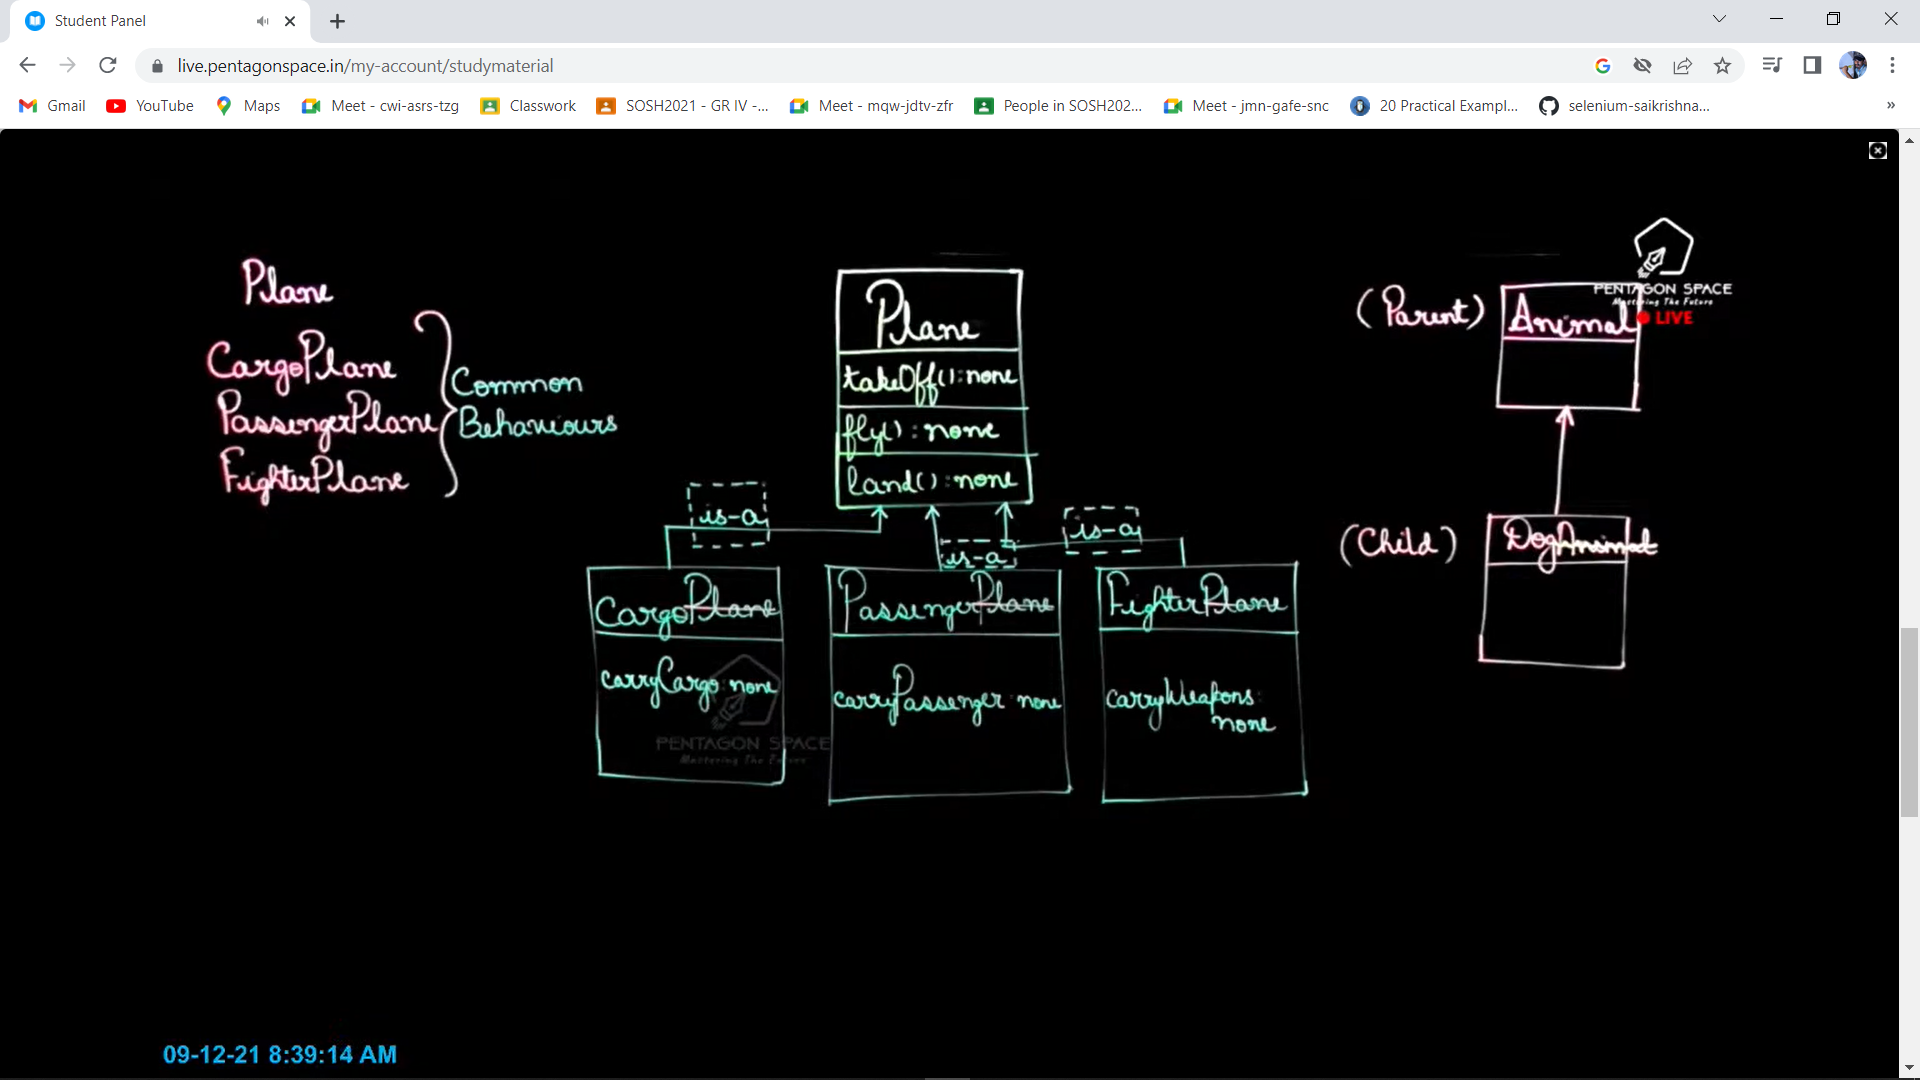 Student Panel
live.pentagonspace.in/my-account/studymaterial
Gmail
YouTube
Maps
Meet - cwi-asrs-tzg
Classwork
SOSH2021 - GR IV -...
Meet - mqw-jdtv-zfr
People in SOSH202...
Meet - jmn-gafe-snc
20 Practical Exampl...
selenium-saikrishna...
»
Plane
CargoPlane
PassengerPlane
FighterPlane
Common
Behaviours
Plane
takeOff() : none
fly() : none
land() : none
is-a
is-a
is-a
CargoPlane
carryCargo : none
PassengerPlane
carryPassenger : none
FighterPlane
carryWeapons :
none
(Parent)
Animal
(Child)
DogAnimal
PENTAGON SPACE
Mastering The Future
LIVE
PENTAGON SPACE
Mastering The Future
09-12-21 8:39:14 AM